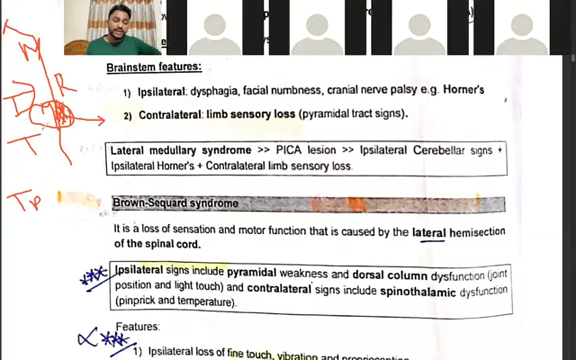 Brainstem features:
1) Ipsilateral: dysphagia, facial numbness, cranial nerve palsy e.g. Horner's
2) Contralateral: limb sensory loss (pyramidal tract signs).
Lateral medullary syndrome >> PICA lesion >> Ipsilateral Cerebellar signs +
Ipsilateral Horner's + Contralateral limb sensory loss
Brown-Sequard syndrome
It is a loss of sensation and motor function that is caused by the lateral hemisection
of the spinal cord.
Ipsilateral signs include pyramidal weakness and dorsal column dysfunction (joint
position and light touch) and contralateral signs include spinothalamic dysfunction
(pinprick and temperature).
Features:
1) Ipsilateral loss of fine touch, vibration and proprioception
R
T
Tp